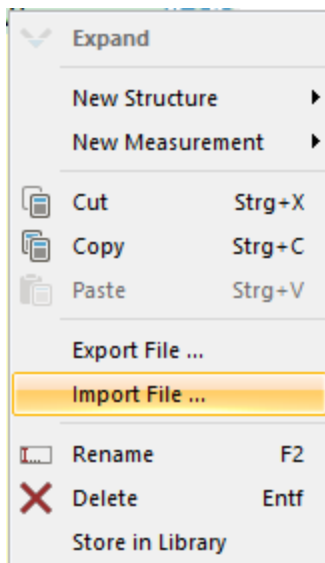 Expand
New Structure
New Measurement
Cut Strg+X
Copy Strg+C
Paste Strg+V
Export File ...
Import File ...
Rename F2
Delete Entf
Store in Library